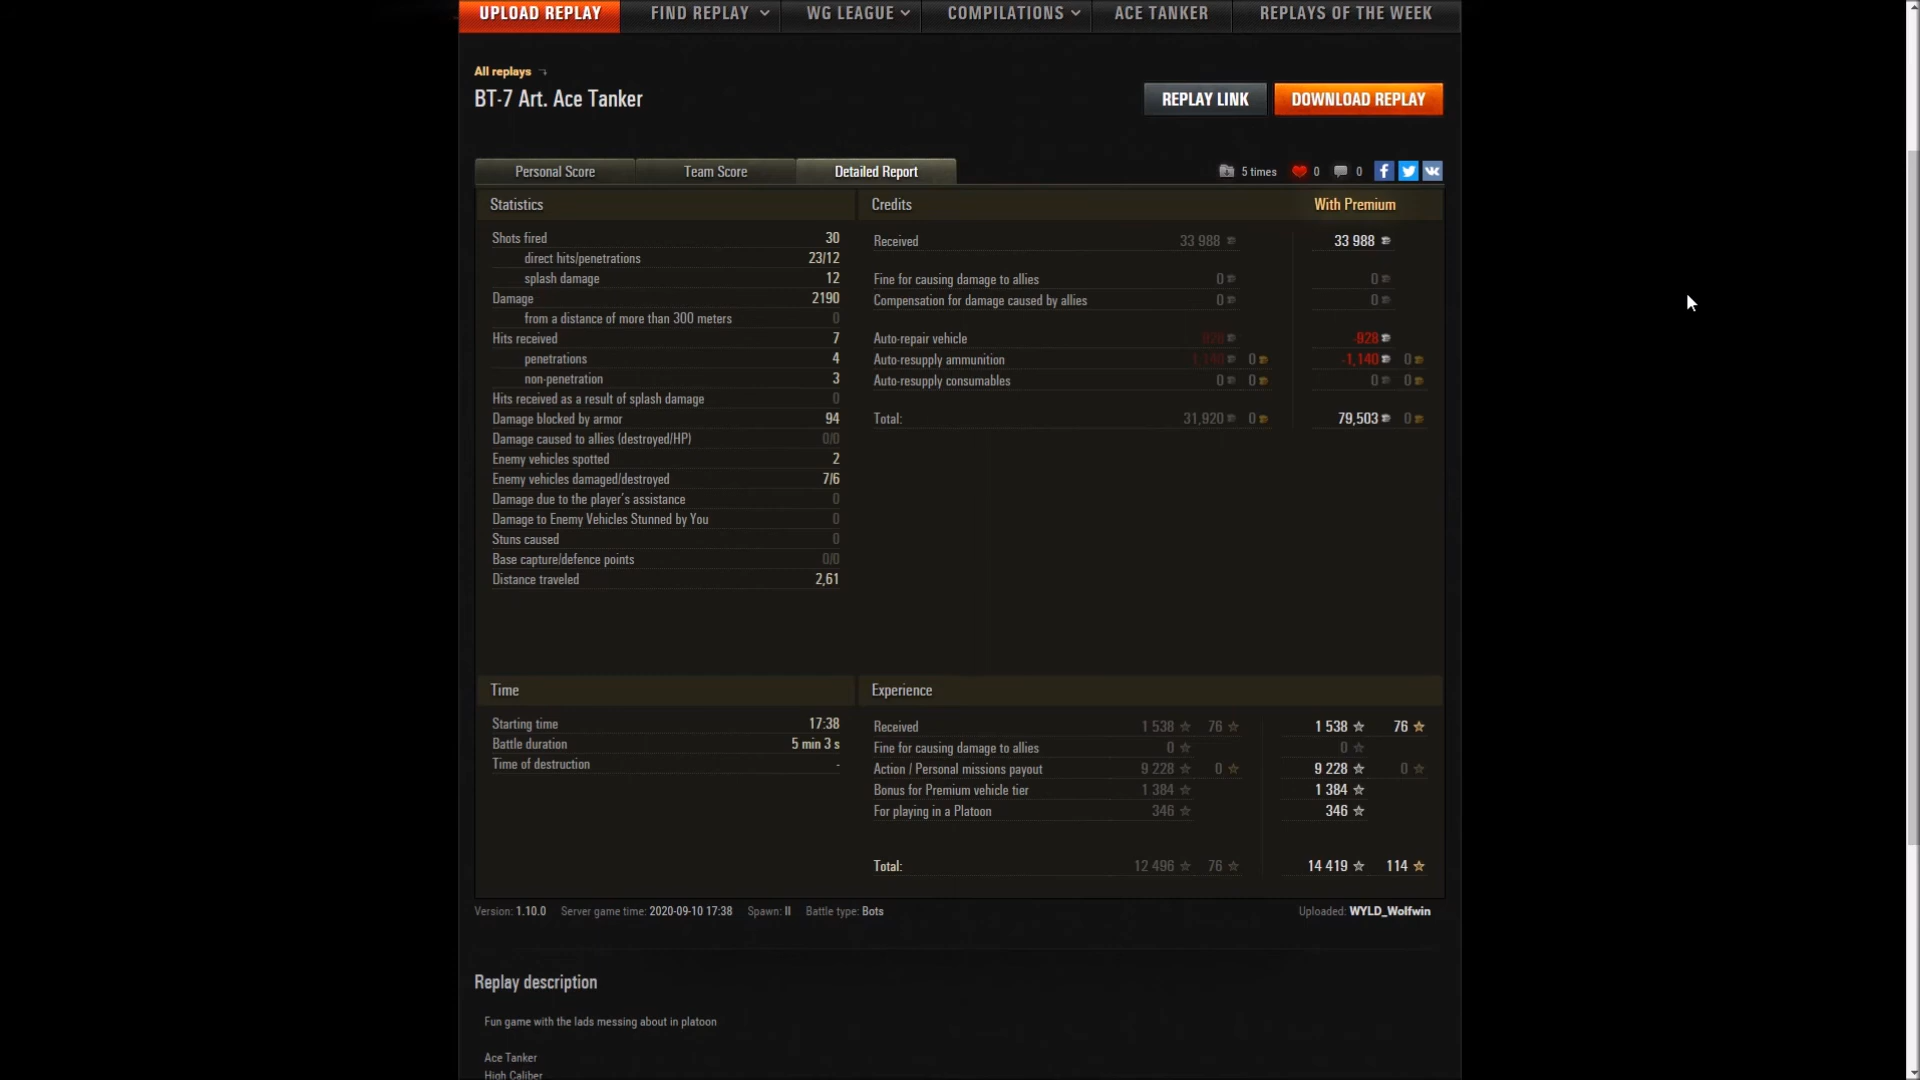 UPLOAD REPLAY FIND REPLAY WG LEAGUE COMPILATIONS ACE TANKER REPLAYS OF THE WEEK
All replays
BT-7 Art. Ace Tanker
REPLAY LINK DOWNLOAD REPLAY
Personal Score Team Score Detailed Report 5 times 0 0
Statistics Credits With Premium
Shots fired 30
direct hits/penetrations 23/12
splash damage 12
Damage 2190
from a distance of more than 300 meters 0
Hits received 7
penetrations 4
non-penetration 3
Hits received as a result of splash damage 0
Damage blocked by armor 94
Damage caused to allies (destroyed/HP) 0/0
Enemy vehicles spotted 2
Enemy vehicles damaged/destroyed 7/6
Damage due to the player's assistance 0
Damage to Enemy Vehicles Stunned by You 0
Stuns caused 0
Base capture/defence points 0/0
Distance traveled 2,61
Received 33 988 33 988
Fine for causing damage to allies 0 0
Compensation for damage caused by allies 0 0
Auto-repair vehicle -928 -928
Auto-resupply ammunition -1,140 0 -1,140 0
Auto-resupply consumables 0 0 0 0
Total: 31,920 0 79,503 0
Time
Starting time 17:38
Battle duration 5 min 3 s
Time of destruction -
Experience
Received 1 538 76 1 538 76
Fine for causing damage to allies 0 0
Action / Personal missions payout 9 228 0 9 228 0
Bonus for Premium vehicle tier 1 384 1 384
For playing in a Platoon 346 346
Total: 12 496 76 14 419 114
Version: 1.10.0 Server game time: 2020-09-10 17:38 Spawn: II Battle type: Bots Uploaded: WYLD_Wolfwin
Replay description
Fun game with the lads messing about in platoon
Ace Tanker
High Caliber